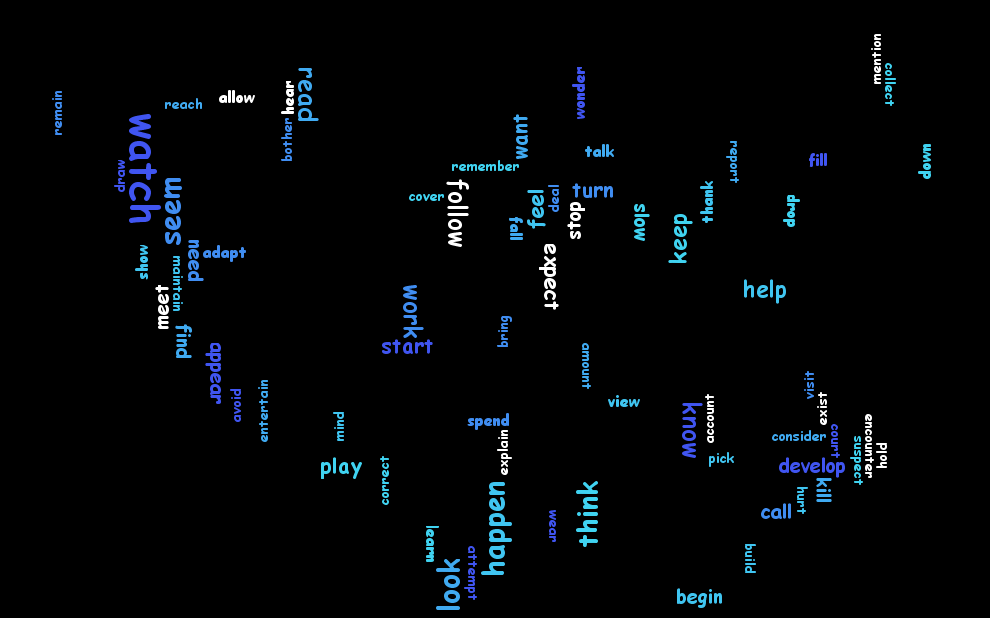 mention
collect
remain
reach
allow
hear
read
bother
wonder
watch
draw
want
talk
remember
report
fill
down
seem
cover
follow
feel
deal
turn
stop
fall
slow
thank
keep
drop
show
need
adapt
maintain
meet
expect
help
find
work
start
bring
appear
avoid
entertain
amount
view
visit
exist
mind
spend
explain
know
account
pick
consider
court
encounter
suspect
hold
play
correct
develop
kill
hurt
call
happen
think
wear
learn
look
attempt
build
begin